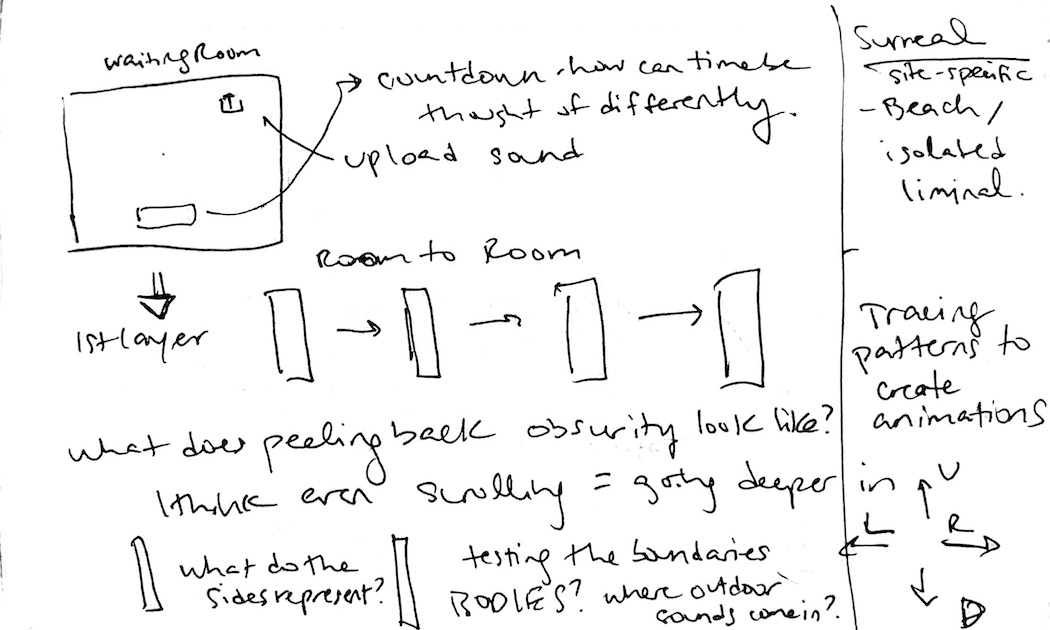 waiting Room
countdown - how can time be
thought of differently.
upload sound
Room to Room
1st layer
what does peeling back obsurity look like?
I think even scrolling = going deeper in
what do the
sides represent?
testing the boundaries
BODIES? where outdoor
sounds come in?
Surreal
site-specific
- Beach /
isolated
liminal.
Tracing
patterns to
create
animations
U
L R
D